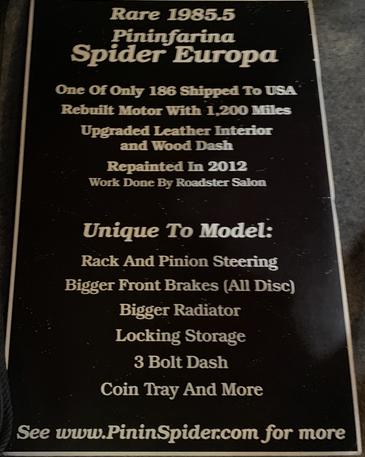 Rare 1985.5
Pininfarina
Spider Europa
One Of Only 186 Shipped To USA
Rebuilt Motor With 1,200 Miles
Upgraded Leather Interior
and Wood Dash
Repainted In 2012
Work Done By Roadster Salon
Unique To Model:
Rack And Pinion Steering
Bigger Front Brakes (All Disc)
Bigger Radiator
Locking Storage
3 Bolt Dash
Coin Tray And More
See www.PininSpider.com for more